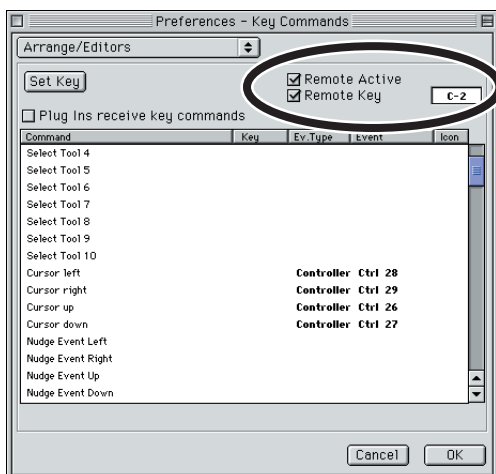 Preferences - Key Commands
Arrange/Editors
Set Key
Remote Active
Remote Key C-2
Plug Ins receive key commands
Command Key Ev.Type Event Icon
Select Tool 4
Select Tool 5
Select Tool 6
Select Tool 7
Select Tool 8
Select Tool 9
Select Tool 10
Cursor left Controller Ctrl 28
Cursor right Controller Ctrl 29
Cursor up Controller Ctrl 26
Cursor down Controller Ctrl 27
Nudge Event Left
Nudge Event Right
Nudge Event Up
Nudge Event Down
Cancel OK